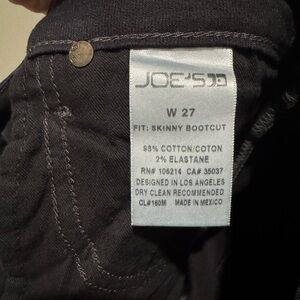 JOE'S
W 27
FIT: SKINNY BOOTCUT
98% COTTON/COTON
2% ELASTANE
RN# 106214 CA# 35037
DESIGNED IN LOS ANGELES
DRY CLEAN RECOMMENDED
CL#160M MADE IN MEXICO